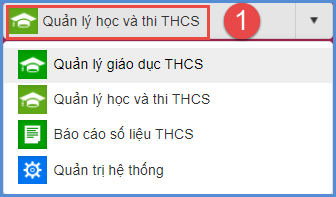 Quản lý học và thi THCS
1
Quản lý giáo dục THCS
Quản lý học và thi THCS
Báo cáo số liệu THCS
Quản trị hệ thống